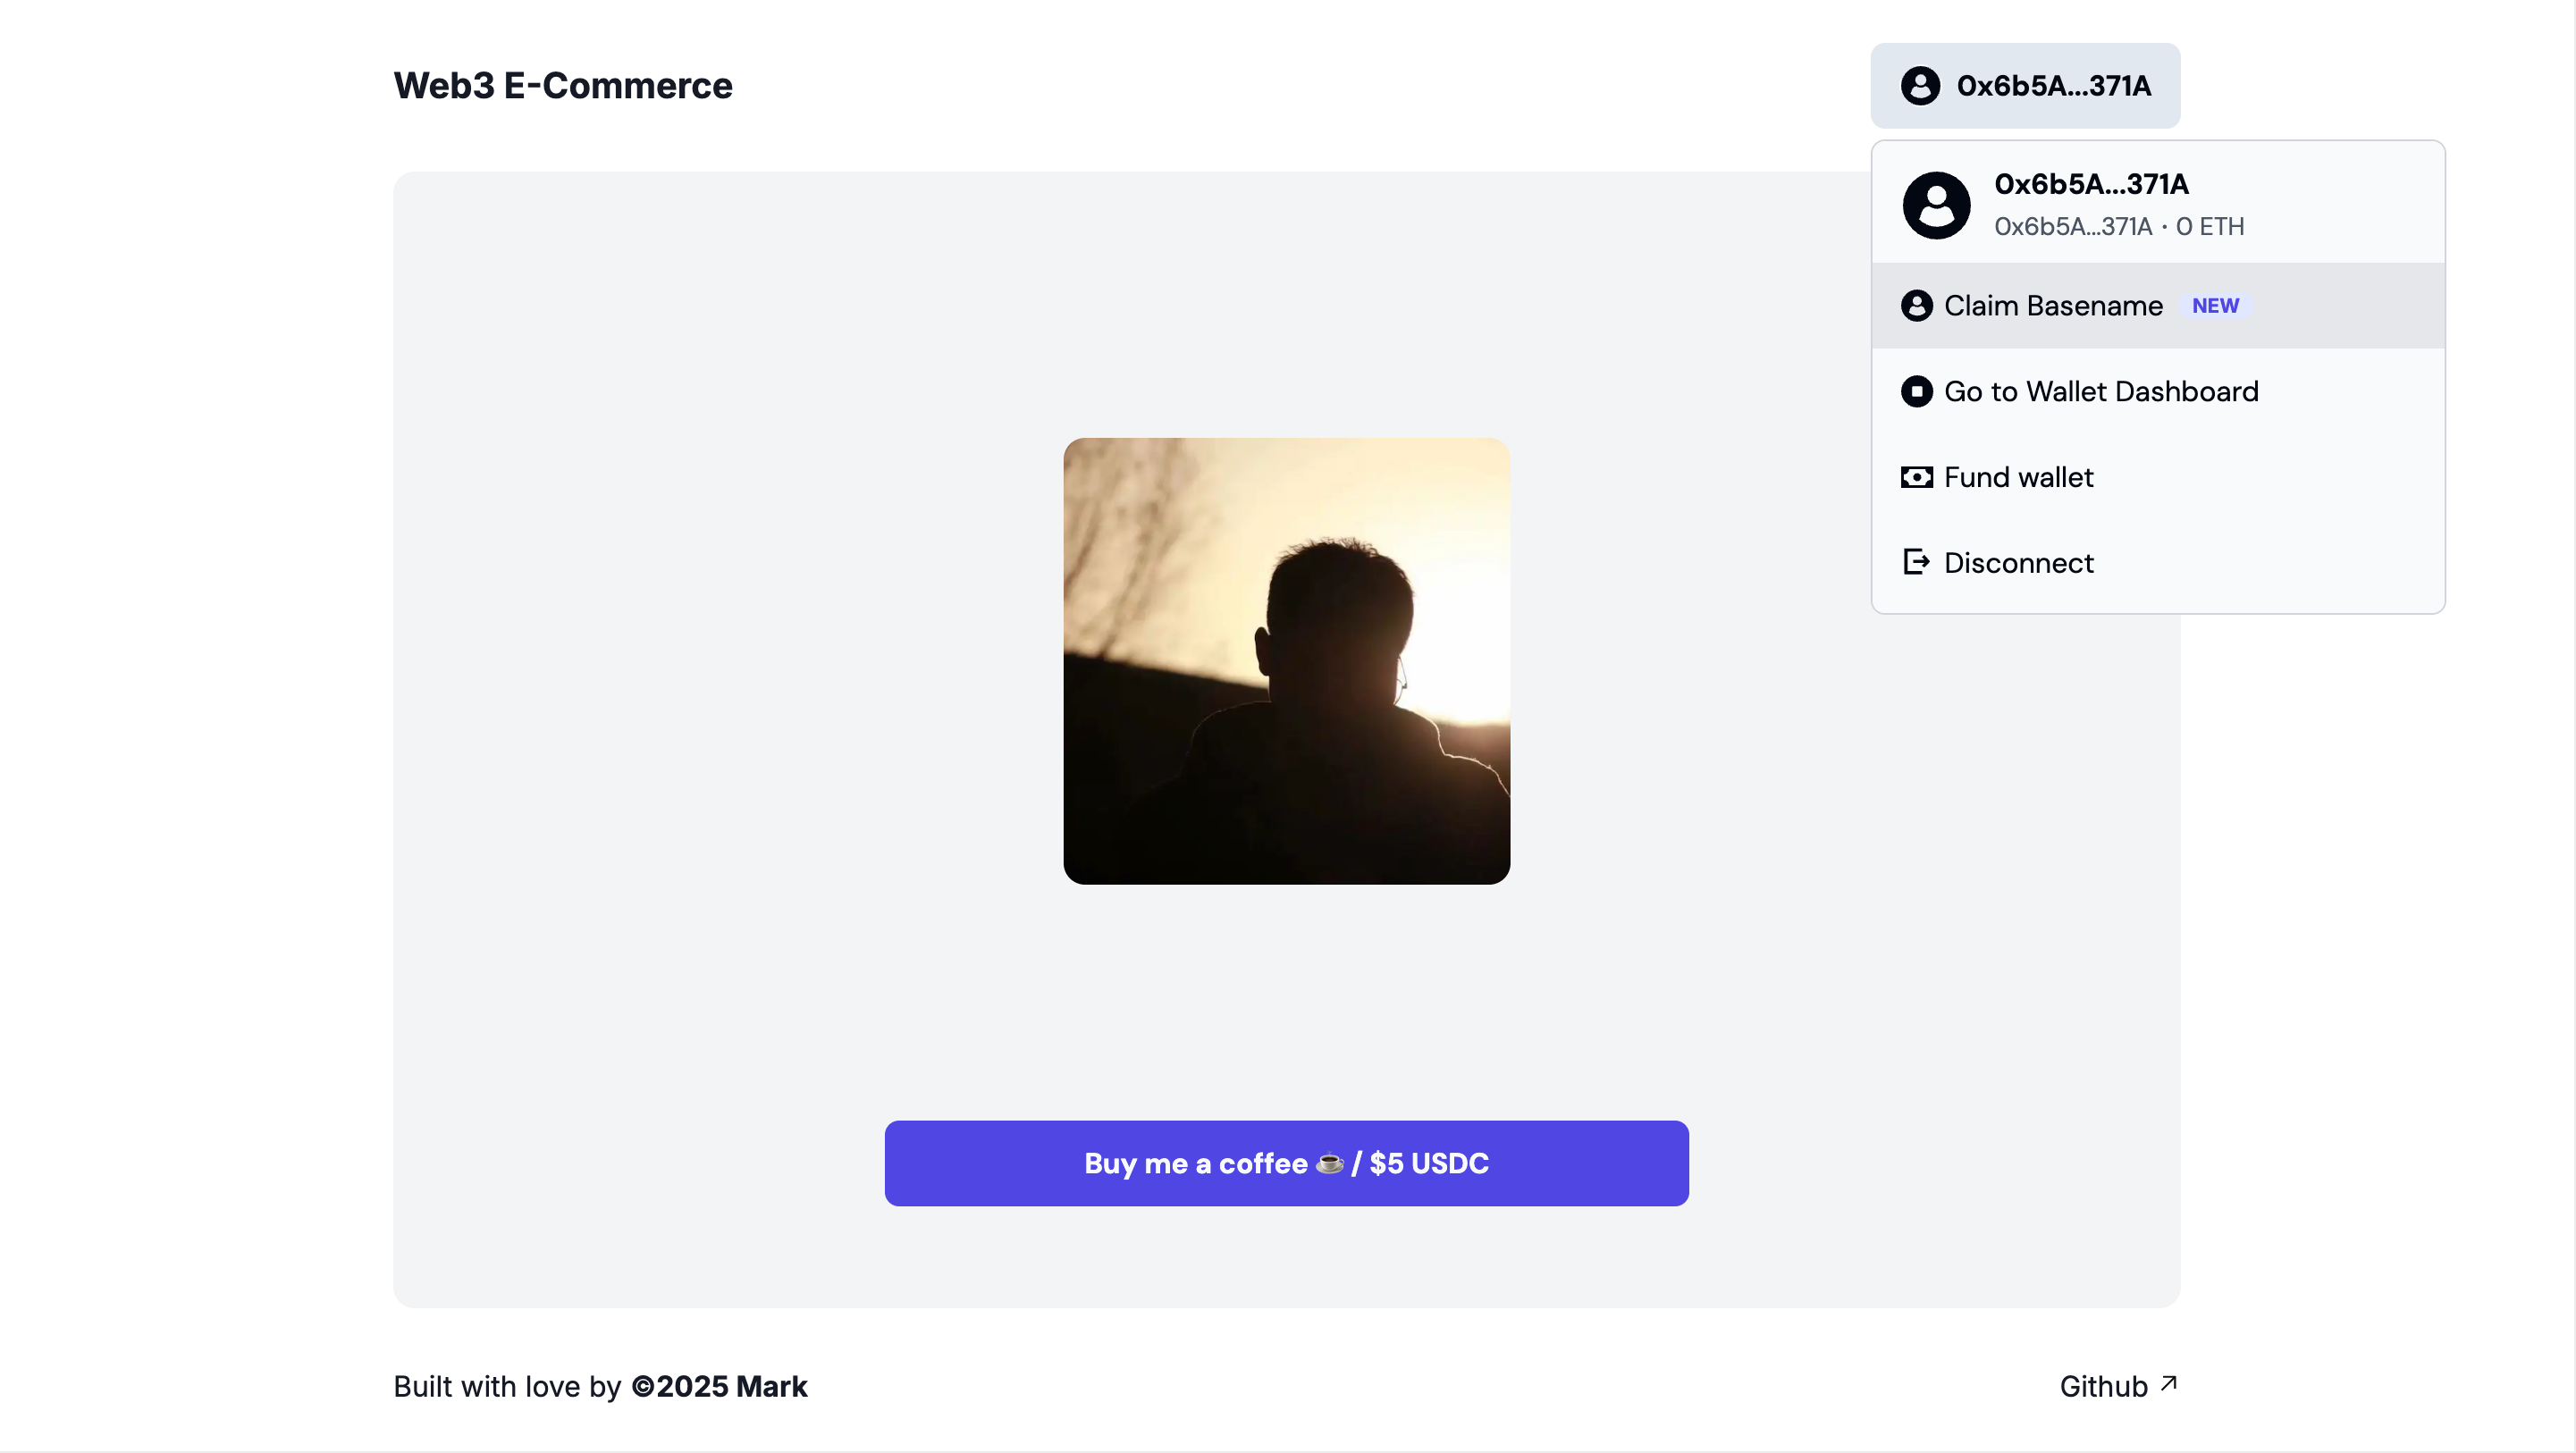 Web3 E-Commerce
0x6b5A...371A
0x6b5A...371A
0x6b5A...371A · 0 ETH
Claim Basename NEW
Go to Wallet Dashboard
Fund wallet
Disconnect
Buy me a coffee ☕ / $5 USDC
Built with love by ©2025 Mark
Github ↗